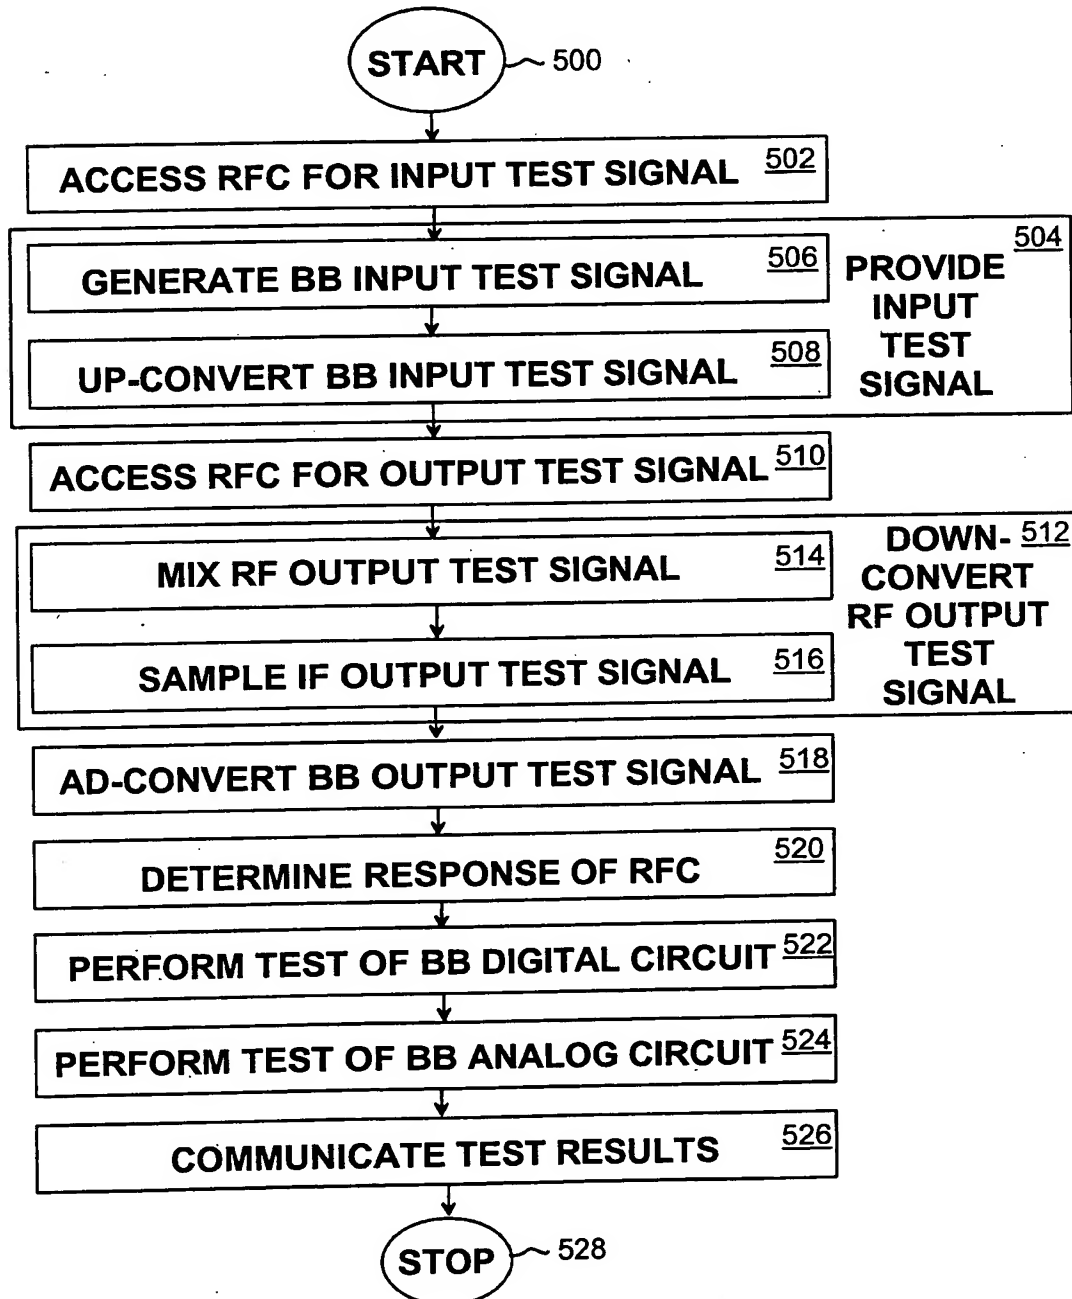 START 500
ACCESS RFC FOR INPUT TEST SIGNAL 502
504
GENERATE BB INPUT TEST SIGNAL 506
UP-CONVERT BB INPUT TEST SIGNAL 508
PROVIDE
INPUT
TEST
SIGNAL
ACCESS RFC FOR OUTPUT TEST SIGNAL 510
MIX RF OUTPUT TEST SIGNAL 514
SAMPLE IF OUTPUT TEST SIGNAL 516
DOWN- 512
CONVERT
RF OUTPUT
TEST
SIGNAL
AD-CONVERT BB OUTPUT TEST SIGNAL 518
DETERMINE RESPONSE OF RFC 520
PERFORM TEST OF BB DIGITAL CIRCUIT 522
PERFORM TEST OF BB ANALOG CIRCUIT 524
COMMUNICATE TEST RESULTS 526
STOP 528